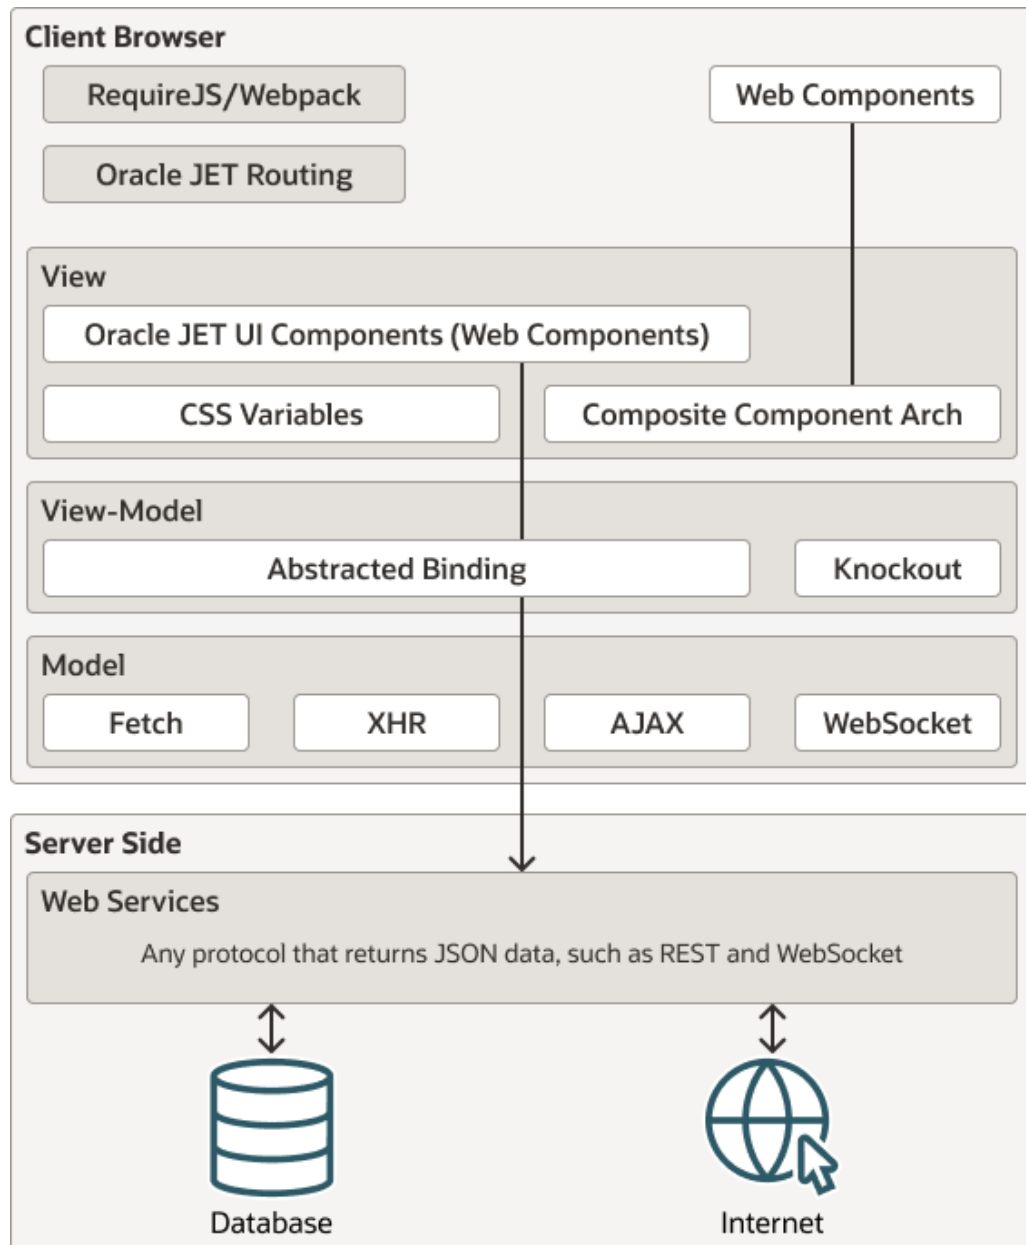 Client Browser
RequireJS/Webpack
Web Components
Oracle JET Routing
View
Oracle JET UI Components (Web Components)
CSS Variables
Composite Component Arch
View-Model
Abstracted Binding
Knockout
Model
Fetch
XHR
AJAX
WebSocket
Server Side
Web Services
Any protocol that returns JSON data, such as REST and WebSocket
Database
Internet